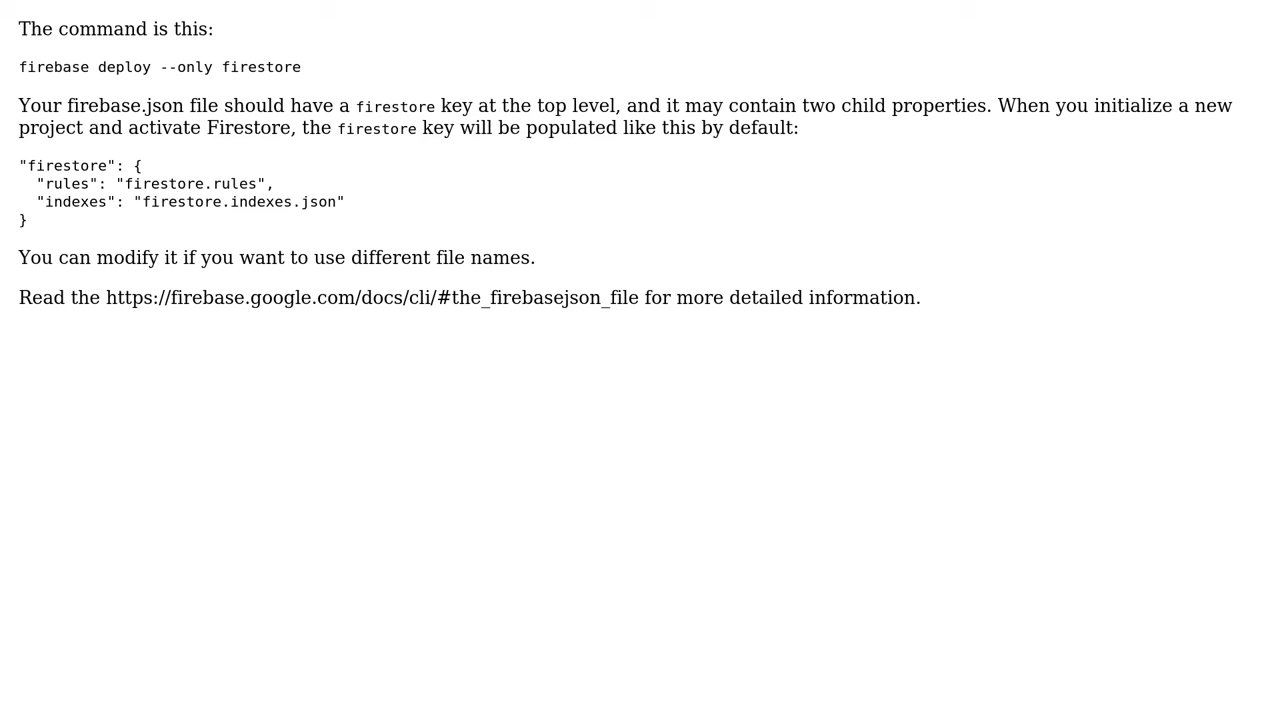 The command is this:
firebase deploy --only firestore
Your firebase.json file should have a firestore key at the top level, and it may contain two child properties. When you initialize a new
project and activate Firestore, the firestore key will be populated like this by default:
"firestore": {
  "rules": "firestore.rules",
  "indexes": "firestore.indexes.json"
}
You can modify it if you want to use different file names.
Read the https://firebase.google.com/docs/cli/#the_firebasejson_file for more detailed information.